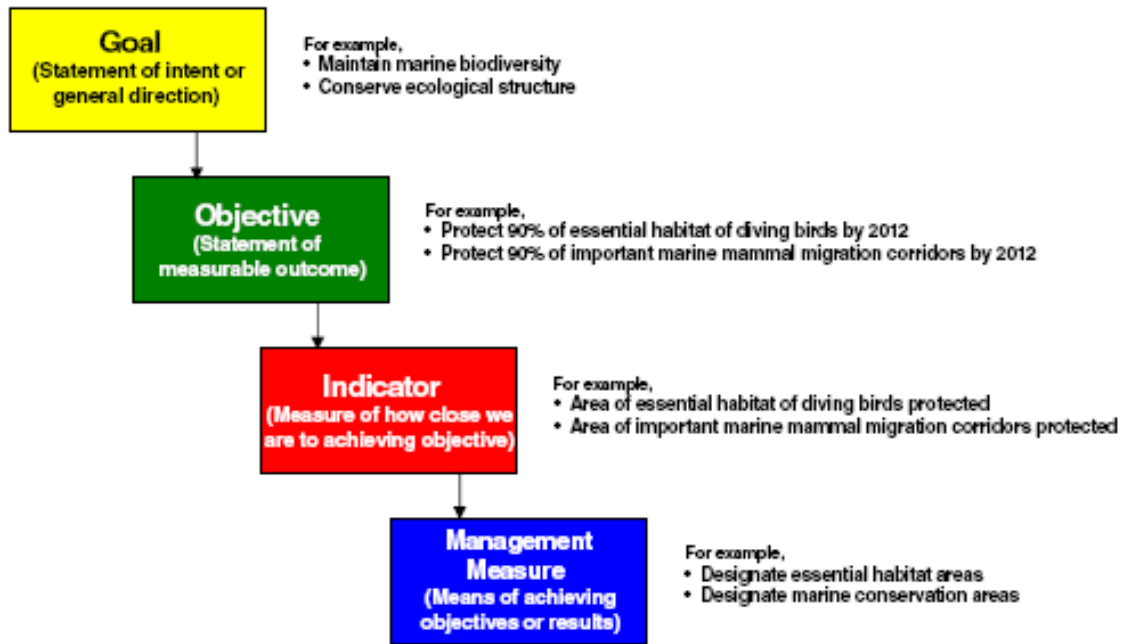 Goal
(Statement of intent or
general direction)
For example,
• Maintain marine biodiversity
• Conserve ecological structure
Objective
(Statement of
measurable outcome)
For example,
• Protect 90% of essential habitat of diving birds by 2012
• Protect 90% of important marine mammal migration corridors by 2012
Indicator
(Measure of how close we
are to achieving objective)
For example,
• Area of essential habitat of diving birds protected
• Area of important marine mammal migration corridors protected
Management
Measure
(Means of achieving
objectives or results)
For example,
• Designate essential habitat areas
• Designate marine conservation areas